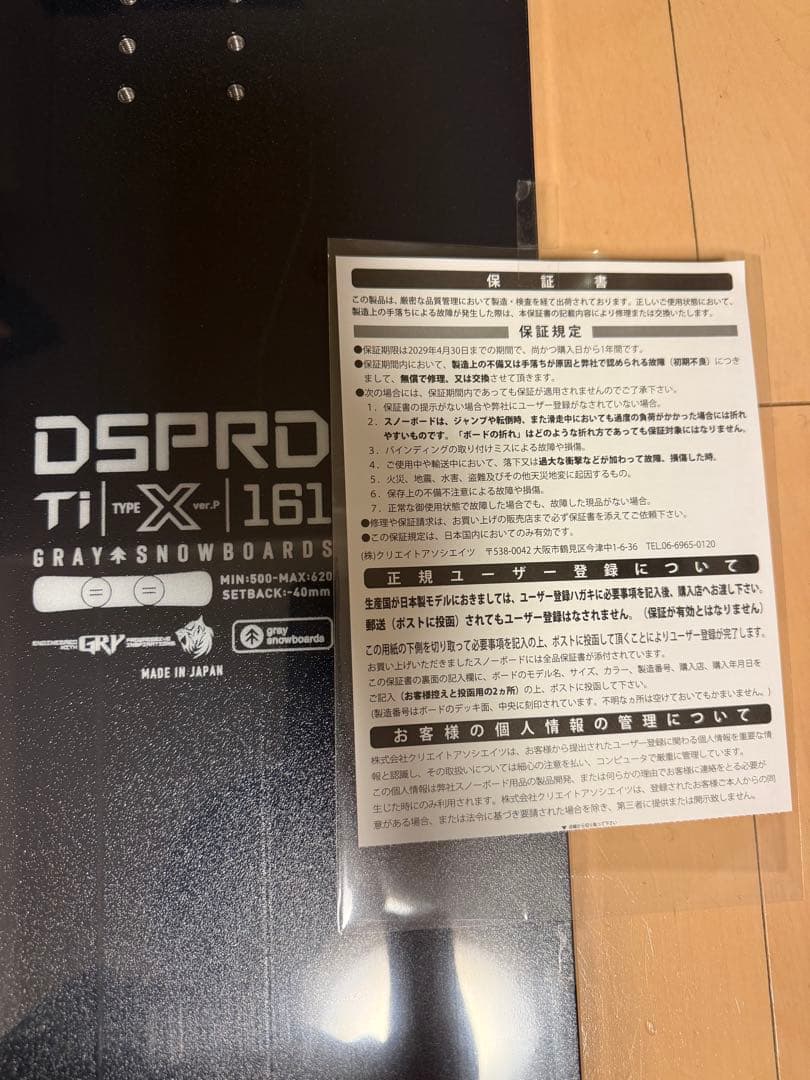 DSPRD
Ti TYPE X ver.P 161
GRAY SNOWBOARDS
MIN:500-MAX:620
SETBACK:-40mm
GRY
gray
snowboards
MADE IN JAPAN
保証書
この製品は、厳密な品質管理において製造・検査を経て出荷されております。正しいご使用状態において、
製造上の手落ちによる故障が発生した際は、本保証書の記載内容により修理または交換いたします。
保証規定
●保証期限は2029年4月30日までの期間で、尚かつ購入日から1年間です。
●保証期間内において、製造上の不備又は手落ちが原因と弊社で認められる故障（初期不良）につき
まして、無償で修理、又は交換させて頂きます。
●次の場合には、保証期間内であっても保証が適用されませんのでご了承下さい。
1．保証書の提示がない場合や弊社にユーザー登録がなされていない場合。
2．スノーボードは、ジャンプや転倒時、また滑走中においても過度の負荷がかかった場合には折れ
やすいものです。「ボードの折れ」はどのような折れ方であっても保証対象にはなりません。
3．バインディングの取り付けミスによる故障や損傷。
4．ご使用中や輸送中において、落下又は過大な衝撃などが加わって故障、損傷した時。
5．火災、地震、水害、盗難及びその他天災地変に起因するもの。
6．保存上の不備不注意による故障や損傷。
7．正常な御使用状態で故障した場合でも、故障した現品がない場合。
●修理や保証請求は、お買い上げの販売店まで必ず保証書を添えてご依頼下さい。
●この保証規定は、日本国内においてのみ有効です。
(株)クリエイトアソシエイツ 〒538-0042 大阪市鶴見区今津中1-6-36 TEL.06-6965-0120
正規ユーザー登録について
生産国が日本製モデルにおきましては、ユーザー登録ハガキに必要事項を記入後、購入店へお渡し下さい。
郵送（ポストに投函）されてもユーザー登録はなされません。（保証が有効とはなりません）
この用紙の下側を切り取って必要事項を記入の上、ポストに投函して頂くことによりユーザー登録が完了します。
お買い上げいただきましたスノーボードには全品保証書が添付されています。
この保証書の裏面の記入欄に、ボードのモデル名、サイズ、カラー、製造番号、購入店、購入年月日を
ご記入（お客様控えと投函用の2ヵ所）の上、ポストに投函して下さい。
(製造番号はボードのデッキ面、中央に刻印されています。不明なヵ所は空けておいてもかまいません。)
お客様の個人情報の管理について
株式会社クリエイトアソシエイツは、お客様から提出されたユーザー登録に関わる個人情報を重要な情
報と認識し、その取扱いについては細心の注意を払い、コンピュータで厳重に管理しています。
この個人情報は弊社スノーボード用品の製品開発、または何らかの理由でお客様に連絡をとる必要が
生じた時にのみ利用されます。株式会社クリエイトアソシエイツは、登録されたお客様ご本人からの同
意がある場合、または法令に基づき要請された場合を除き、第三者に提供または開示致しません。